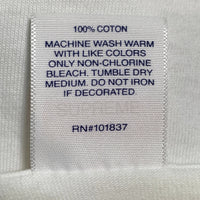 100% COTON
MACHINE WASH WARM
WITH LIKE COLORS
ONLY NON-CHLORINE
BLEACH. TUMBLE DRY
MEDIUM. DO NOT IRON
IF DECORATED.
RN#101837